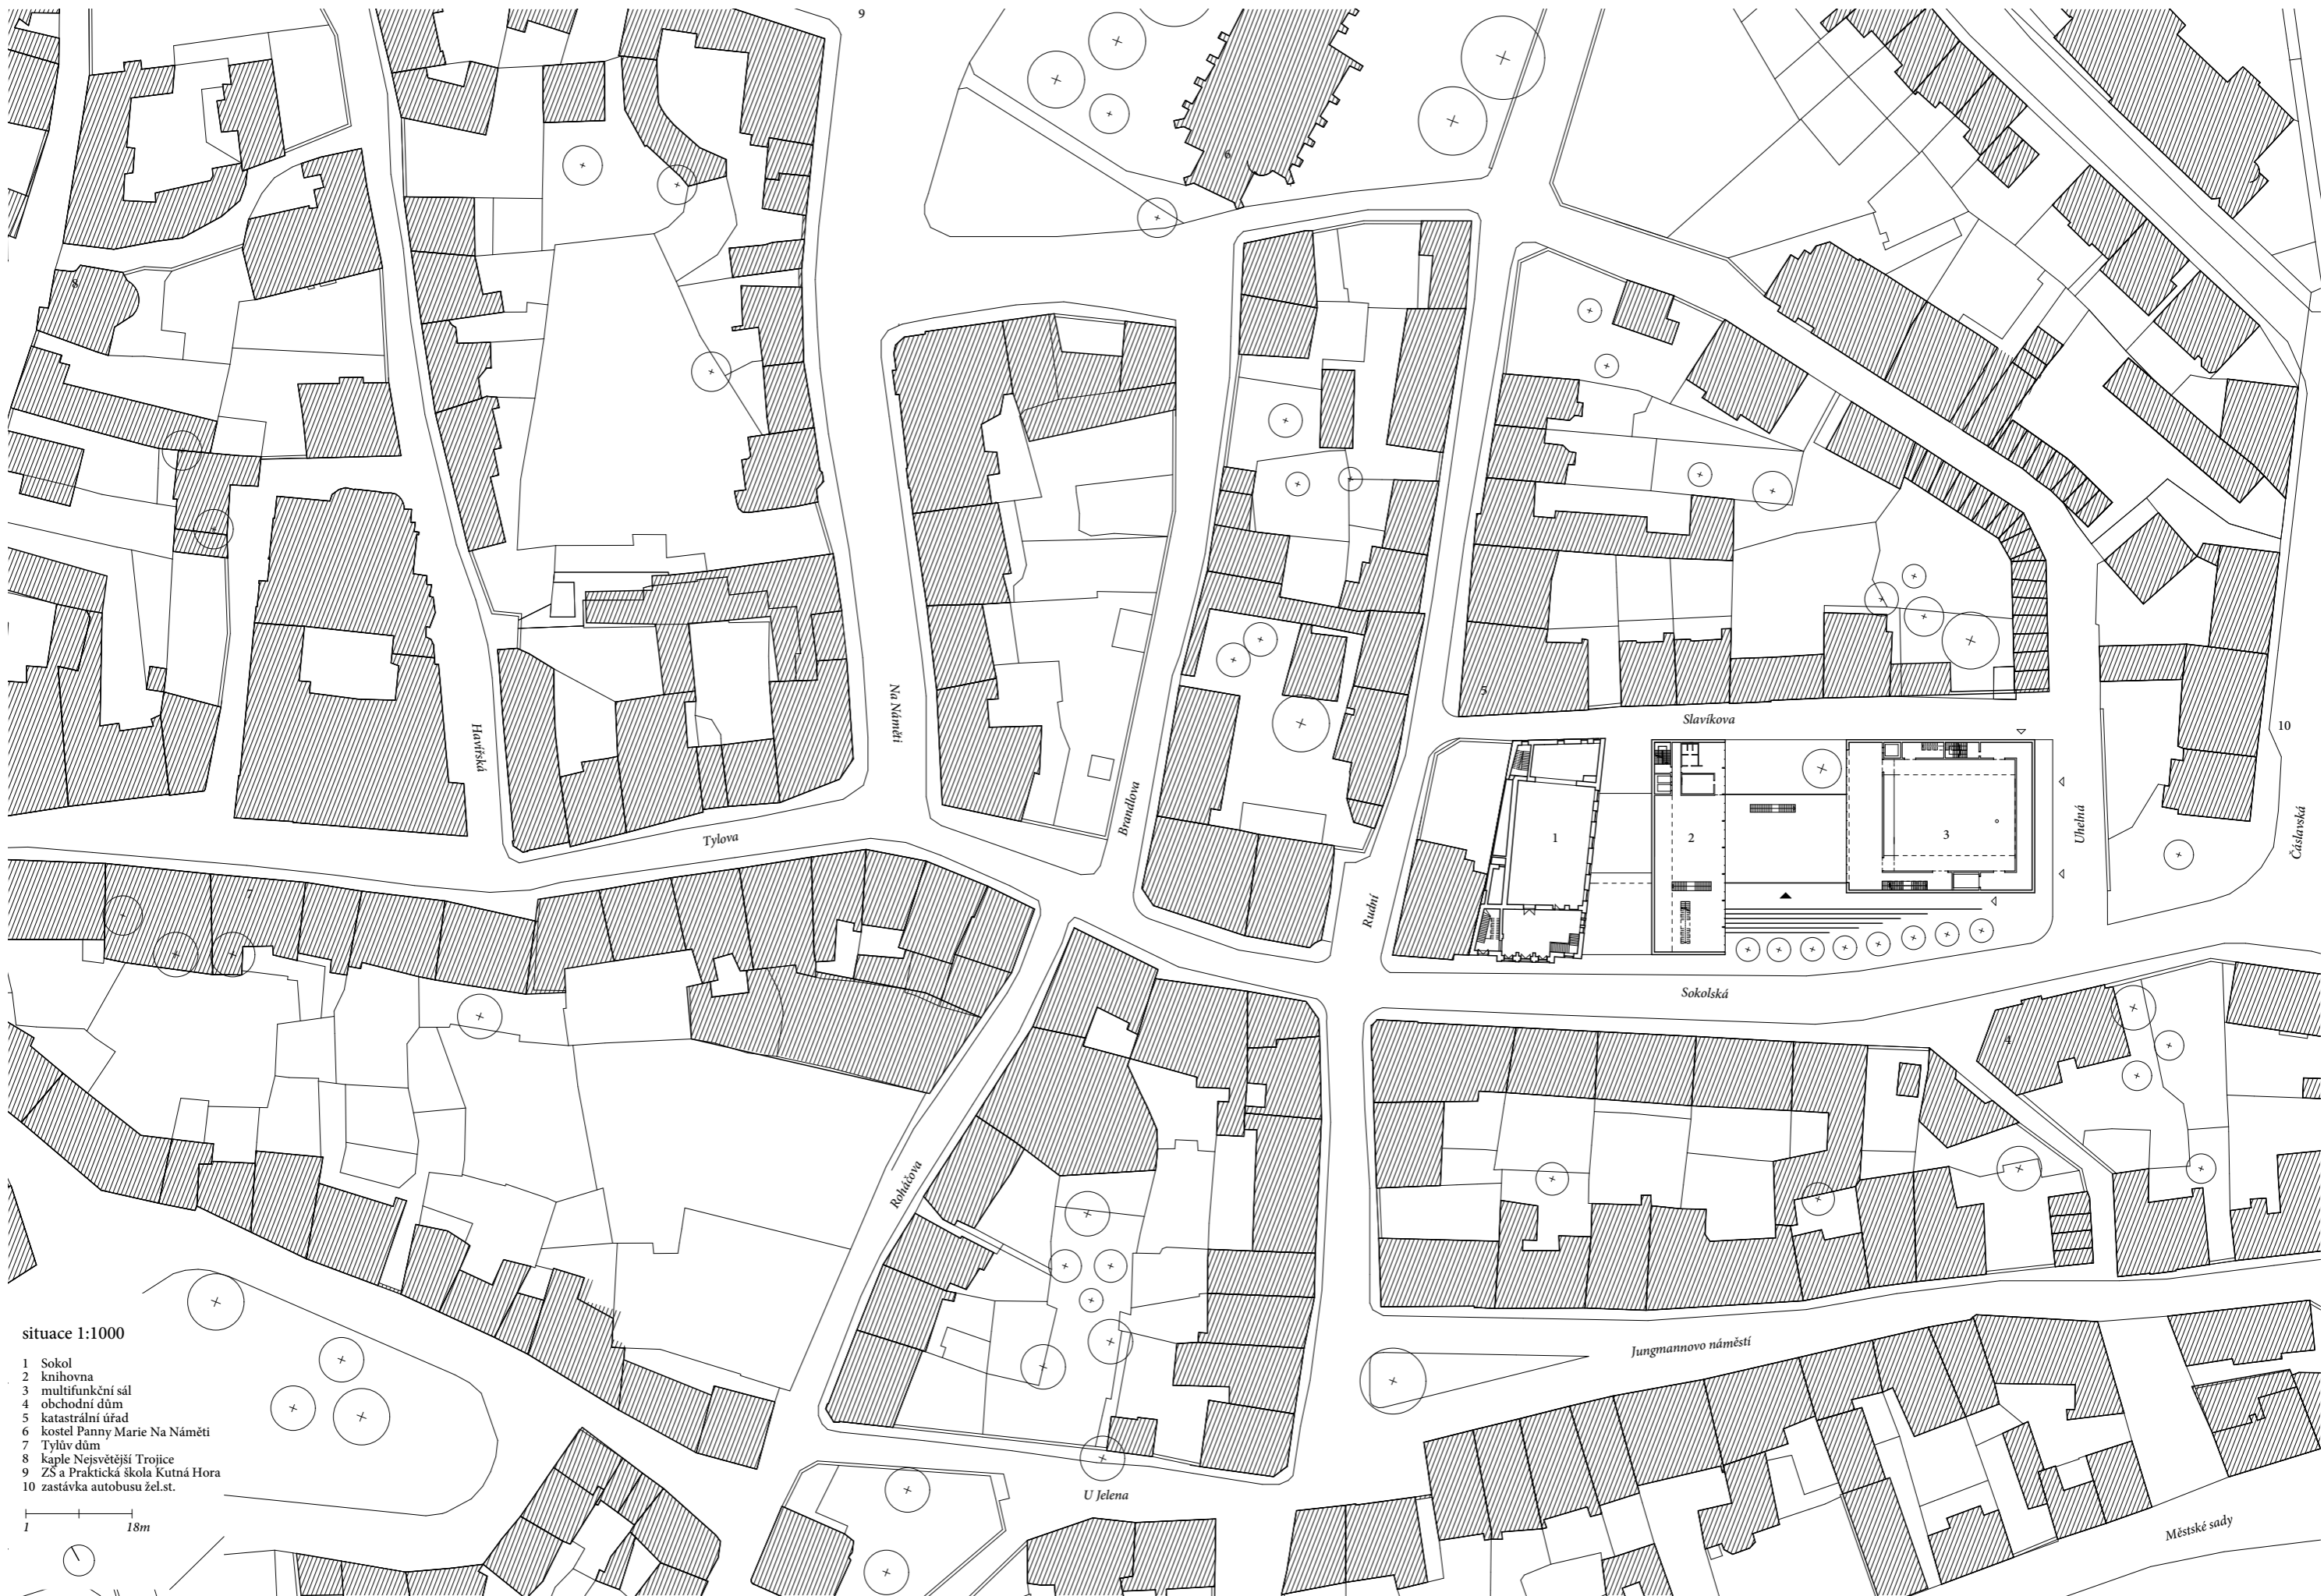 9
6
8
5
Slavíkova
10
Na Náměti
Havířská
Brandlova
Tylova
1
2
3
Uhelná
Čáslavská
7
Rudní
Sokolská
4
Roháčova
Jungmannovo náměstí
U Jelena
Městské sady
situace 1:1000
1 Sokol
2 knihovna
3 multifunkční sál
4 obchodní dům
5 katastrální úřad
6 kostel Panny Marie Na Náměti
7 Tylův dům
8 kaple Nejsvětější Trojice
9 ZŠ a Praktická škola Kutná Hora
10 zastávka autobusu žel.st.
1 18m